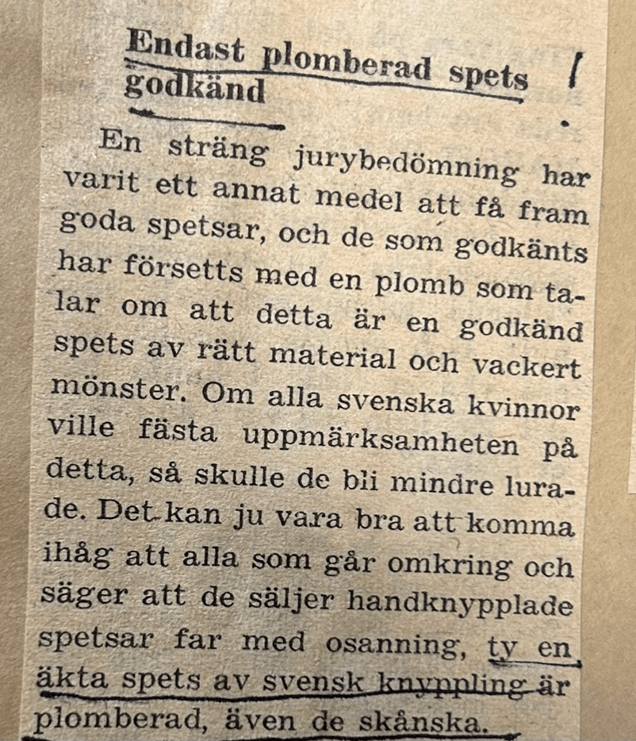 Endast plomberad spets !
godkänd
En sträng jurybedömning har
varit ett annat medel att få fram
goda spetsar, och de som godkänts
har försetts med en plomb som ta-
lar om att detta är en godkänd
spets av rätt material och vackert
mönster. Om alla svenska kvinnor
ville fästa uppmärksamheten på
detta, så skulle de bli mindre lura-
de. Det kan ju vara bra att komma
ihåg att alla som går omkring och
säger att de säljer handknypplade
spetsar far med osanning, ty en
äkta spets av svensk knyppling är
plomberad, även de skånska.